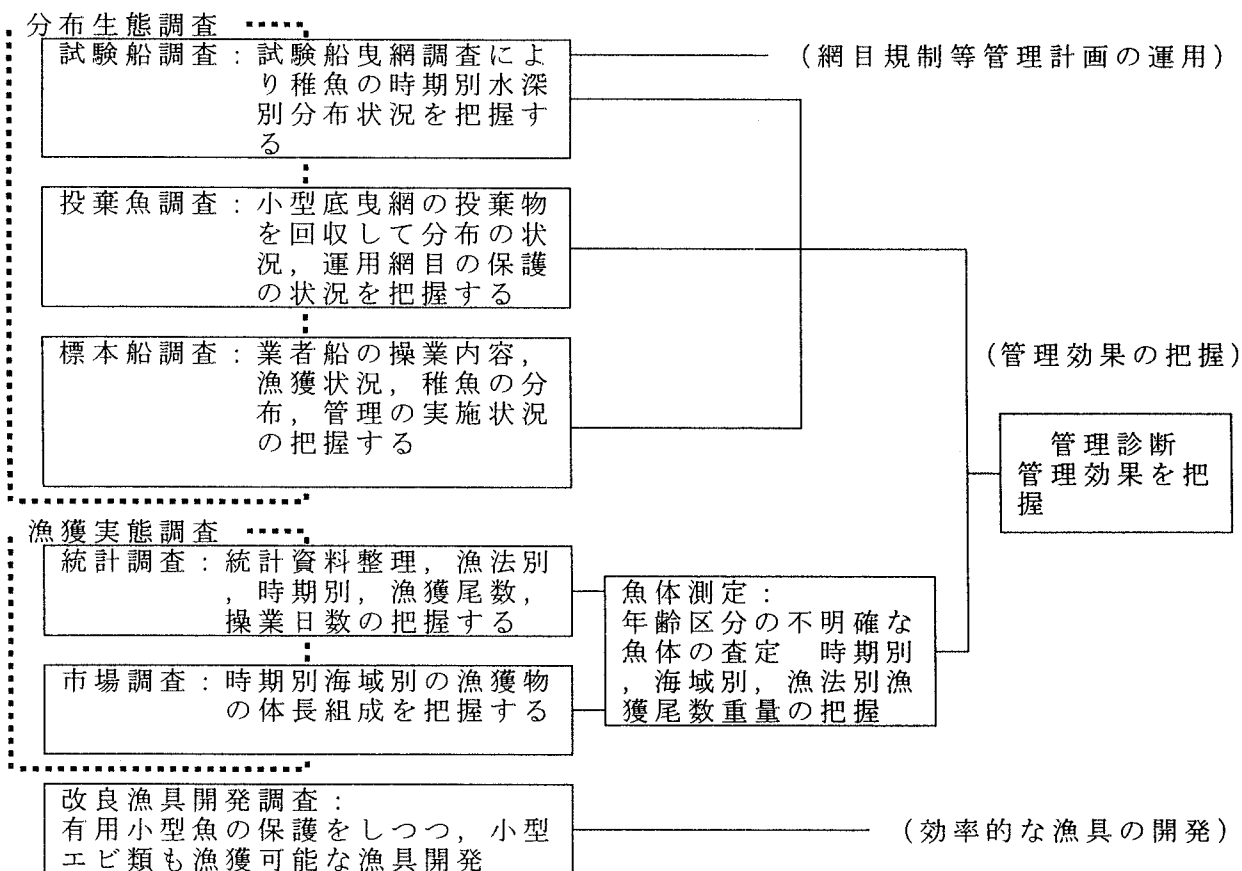 分布生態調査
試験船調査：試験船曳網調査によ
り稚魚の時期別水深
別分布状況を把握す
る
（網目規制等管理計画の運用）
投棄魚調査：小型底曳網の投棄物
を回収して分布の状
況，運用網目の保護
の状況を把握する
標本船調査：業者船の操業内容，
漁獲状況，稚魚の分
布，管理の実施状況
の把握する
（管理効果の把握）
管理診断
管理効果を把
握
漁獲実態調査
統計調査：統計資料整理，漁法別
，時期別，漁獲尾数，
操業日数の把握する
市場調査：時期別海域別の漁獲物
の体長組成を把握する
魚体測定：
年齢区分の不明確な
魚体の査定　時期別
，海域別，漁法別漁
獲尾数重量の把握
改良漁具開発調査：
有用小型魚の保護をしつつ，小型
エビ類も漁獲可能な漁具開発
（効率的な漁具の開発）